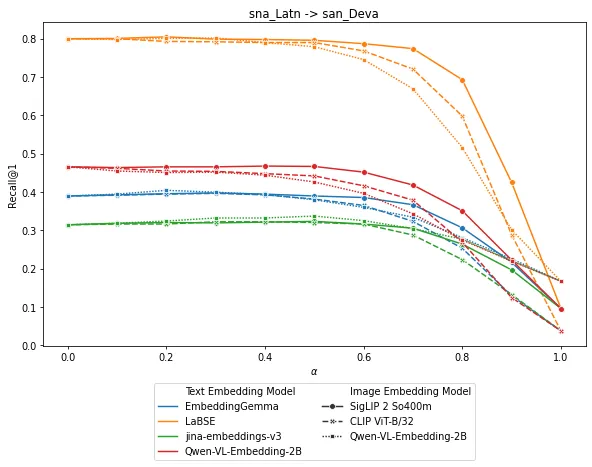 sna_Latn -> san_Deva
Recall@1
0.8
0.7
0.6
0.5
0.4
0.3
0.2
0.1
0.0
0.0 0.2 0.4 0.6 0.8 1.0
α
Text Embedding Model
EmbeddingGemma
LaBSE
jina-embeddings-v3
Qwen-VL-Embedding-2B
Image Embedding Model
SigLIP 2 So400m
CLIP ViT-B/32
Qwen-VL-Embedding-2B